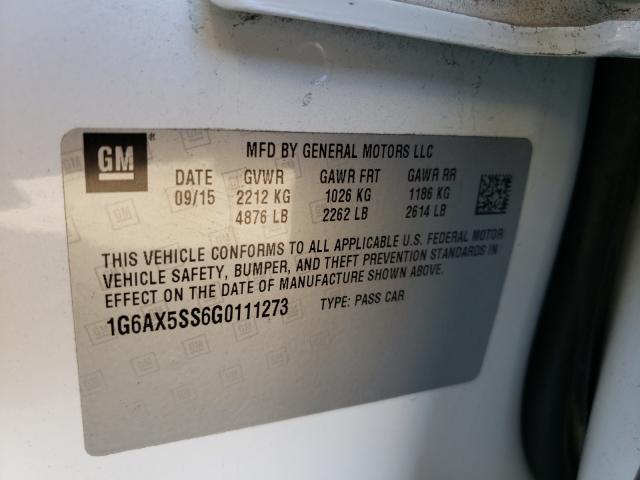 GM
MFD BY GENERAL MOTORS LLC
DATE GVWR GAWR FRT GAWR RR
09/15 2212 KG 1026 KG 1186 KG
4876 LB 2262 LB 2614 LB
THIS VEHICLE CONFORMS TO ALL APPLICABLE U.S. FEDERAL MOTOR
VEHICLE SAFETY, BUMPER, AND THEFT PREVENTION STANDARDS IN
EFFECT ON THE DATE OF MANUFACTURE SHOWN ABOVE.
1G6AX5SS6G0111273 TYPE: PASS CAR